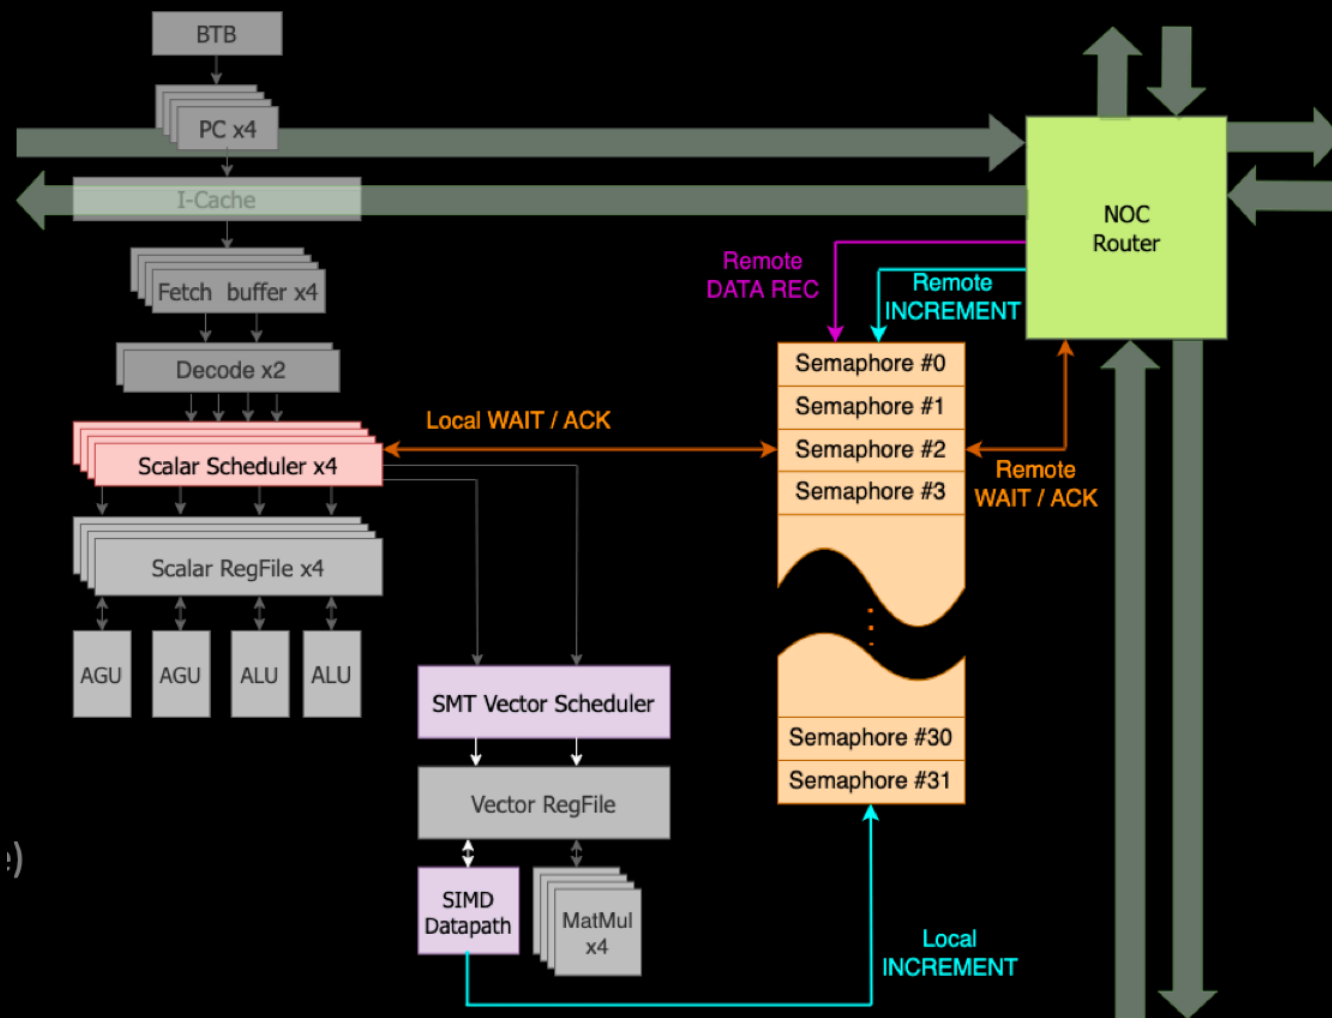 BTB
PC x4
I-Cache
Fetch buffer x4
Decode x2
Scalar Scheduler x4
Scalar RegFile x4
AGU
AGU
ALU
ALU
SMT Vector Scheduler
Vector RegFile
SIMD
Datapath
MatMul
x4
Local WAIT / ACK
Remote
DATA REC
Remote
INCREMENT
NOC
Router
Semaphore #0
Semaphore #1
Semaphore #2
Semaphore #3
Remote
WAIT / ACK
Semaphore #30
Semaphore #31
Local
INCREMENT
e)